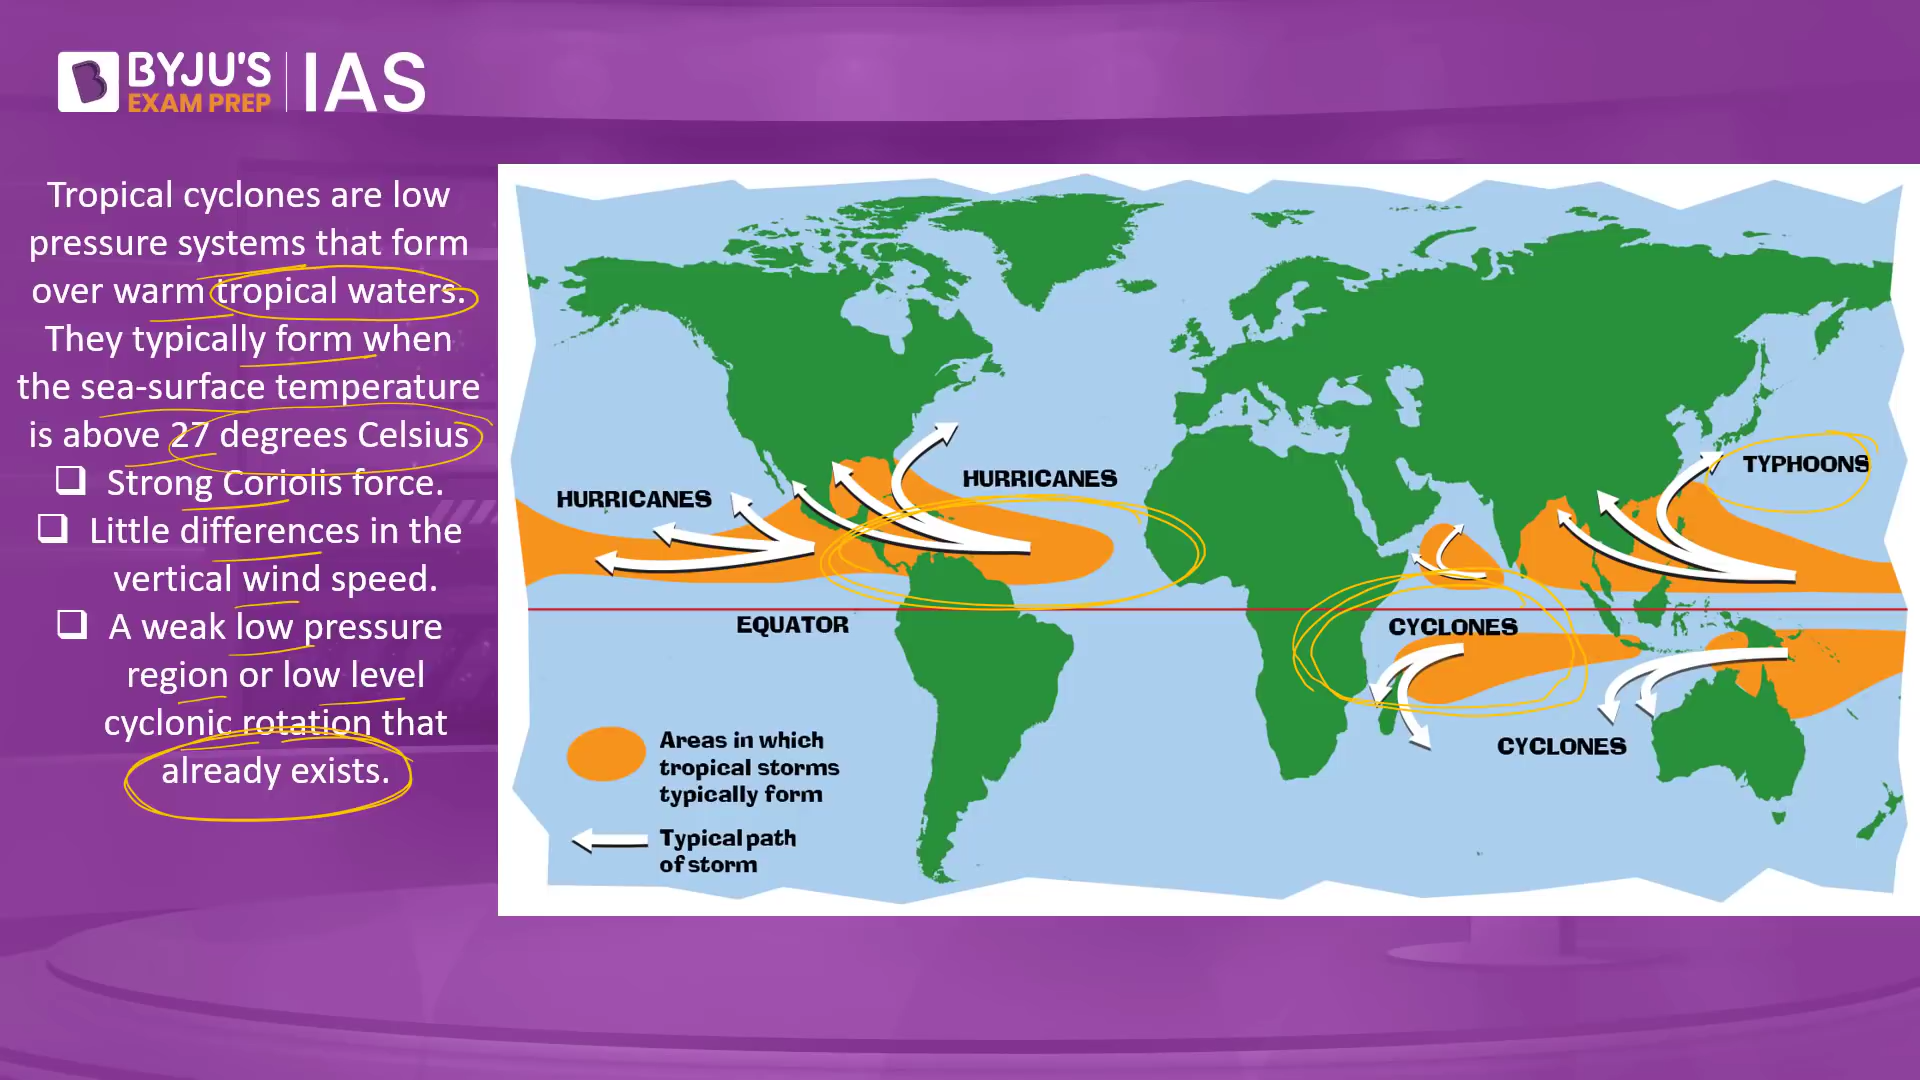 BYJU'S
EXAM PREP
IAS
Tropical cyclones are low
pressure systems that form
over warm tropical waters.
They typically form when
the sea-surface temperature
is above 27 degrees Celsius
❑ Strong Coriolis force.
❑ Little differences in the
vertical wind speed.
❑ A weak low pressure
region or low level
cyclonic rotation that
already exists.
HURRICANES
HURRICANES
TYPHOONS
EQUATOR
CYCLONES
CYCLONES
Areas in which
tropical storms
typically form
Typical path
of storm